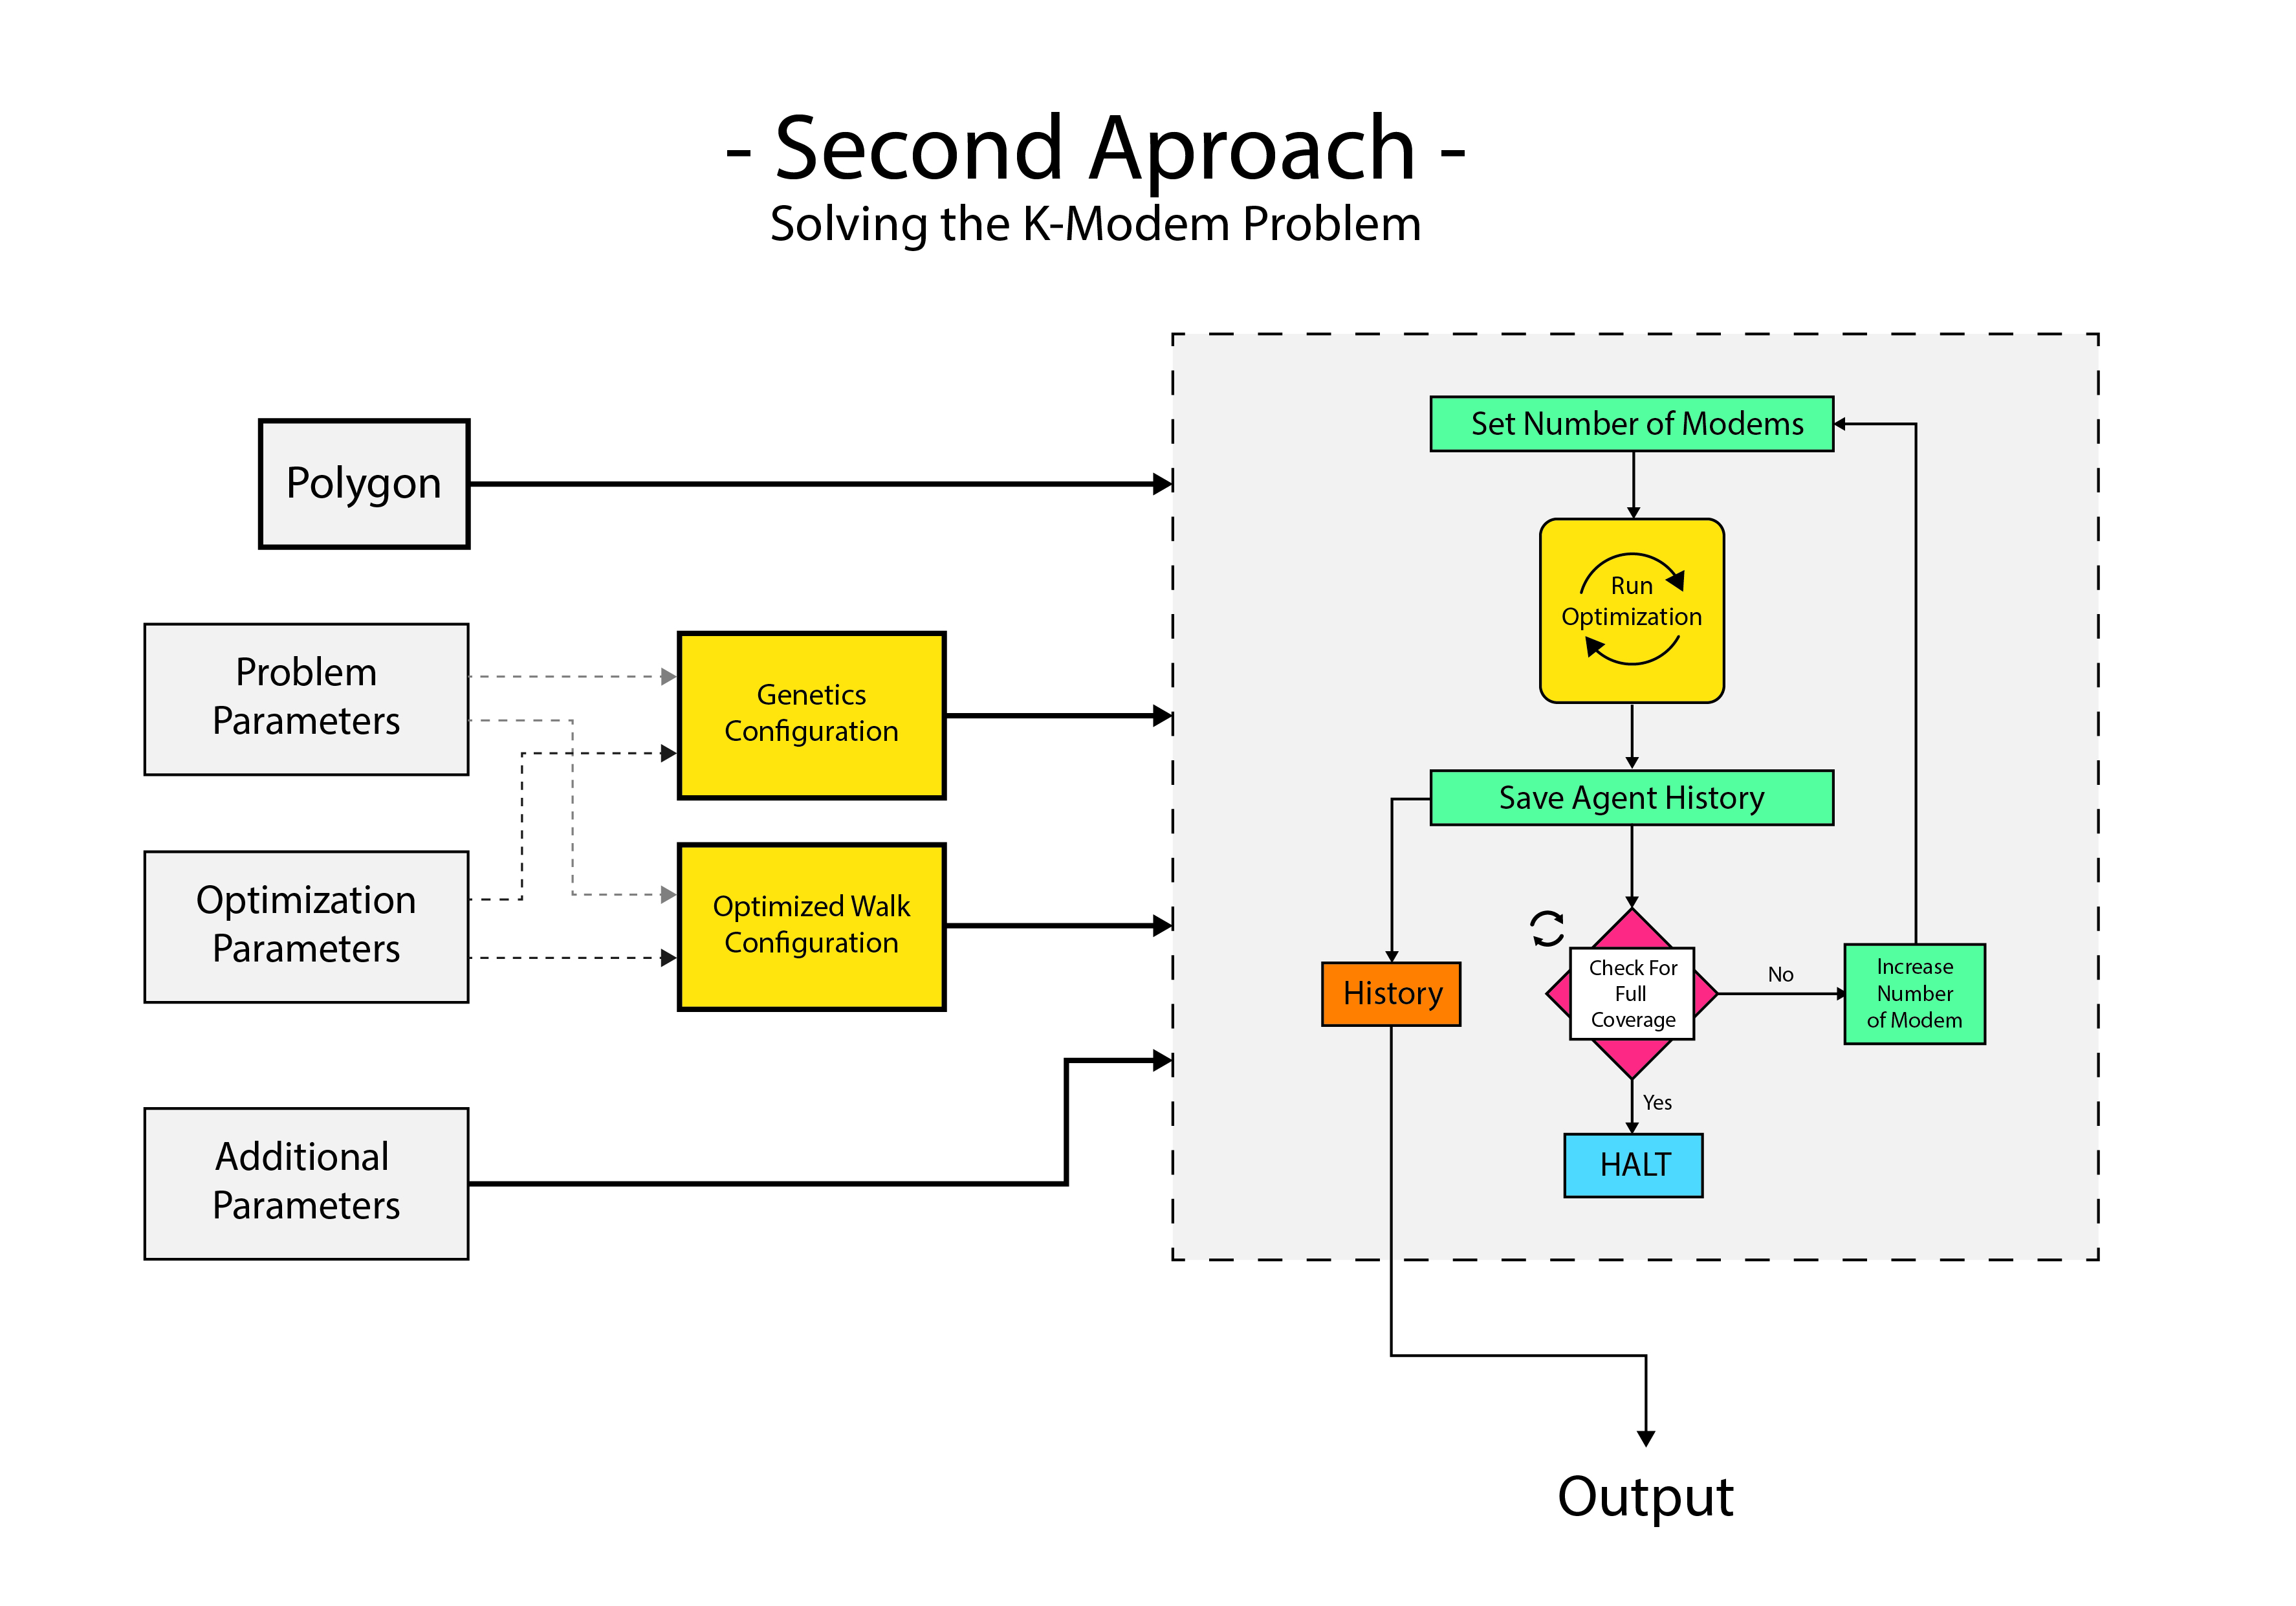 - Second Aproach -
Solving the K-Modem Problem
Polygon
Problem
Parameters
Optimization
Parameters
Additional
Parameters
Genetics
Configuration
Optimized Walk
Configuration
Set Number of Modems
Run
Optimization
Save Agent History
History
Check For
Full
Coverage
No
Increase
Number
of Modem
Yes
HALT
Output